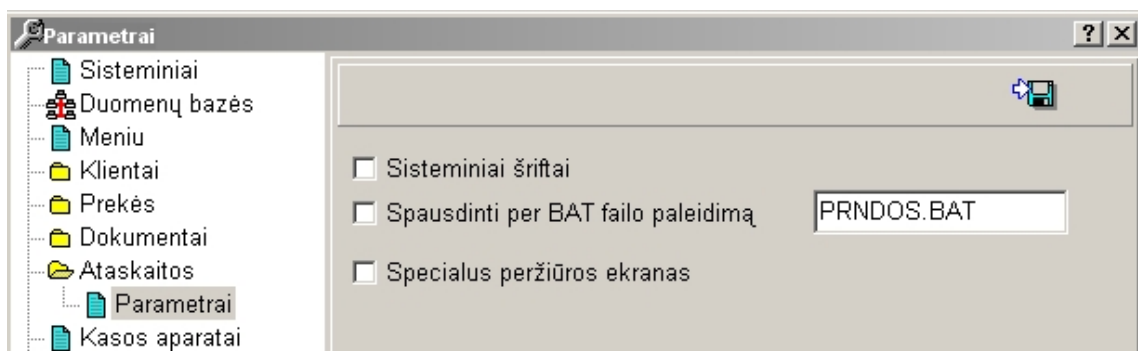 Parametrai
Sisteminiai
Duomenų bazės
Meniu
Klientai
Prekės
Dokumentai
Ataskaitos
Parametrai
Kasos aparatai
Sisteminiai šriftai
Spausdinti per BAT failo paleidimą PRNDOS.BAT
Specialus peržiūros ekranas